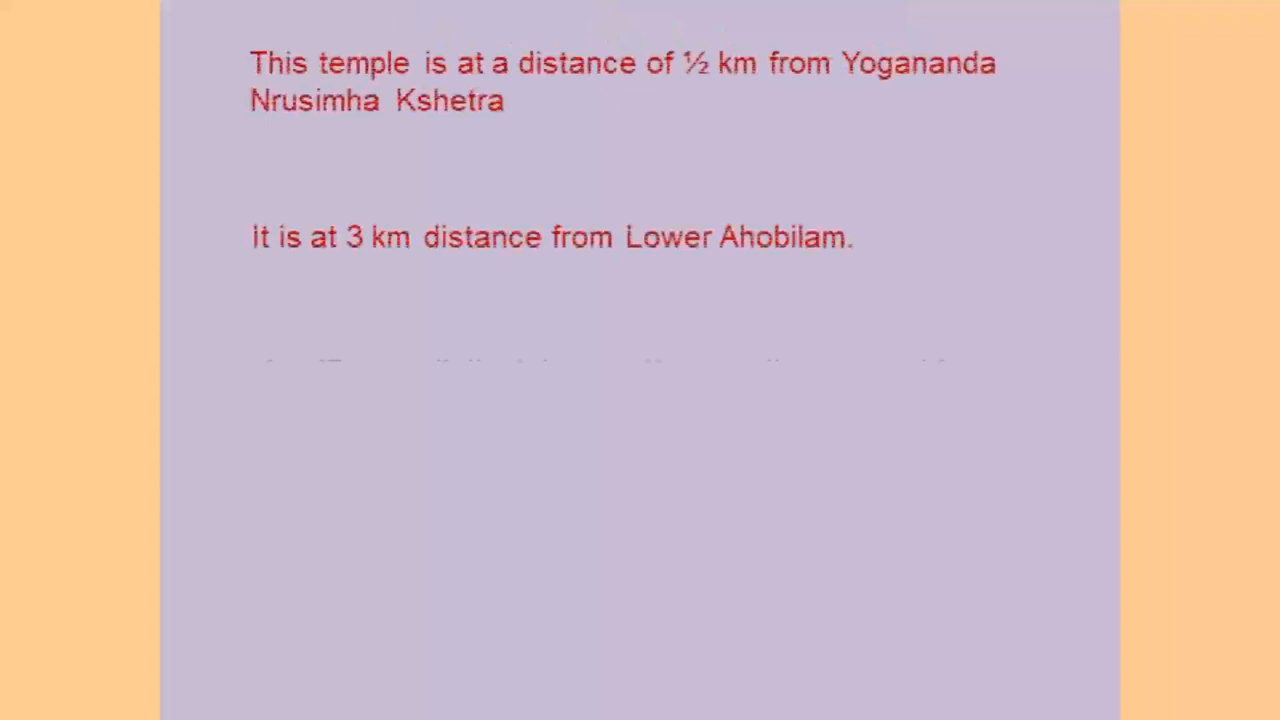 This temple is at a distance of ½ km from Yogananda
Nrusimha Kshetra
It is at 3 km distance from Lower Ahobilam.